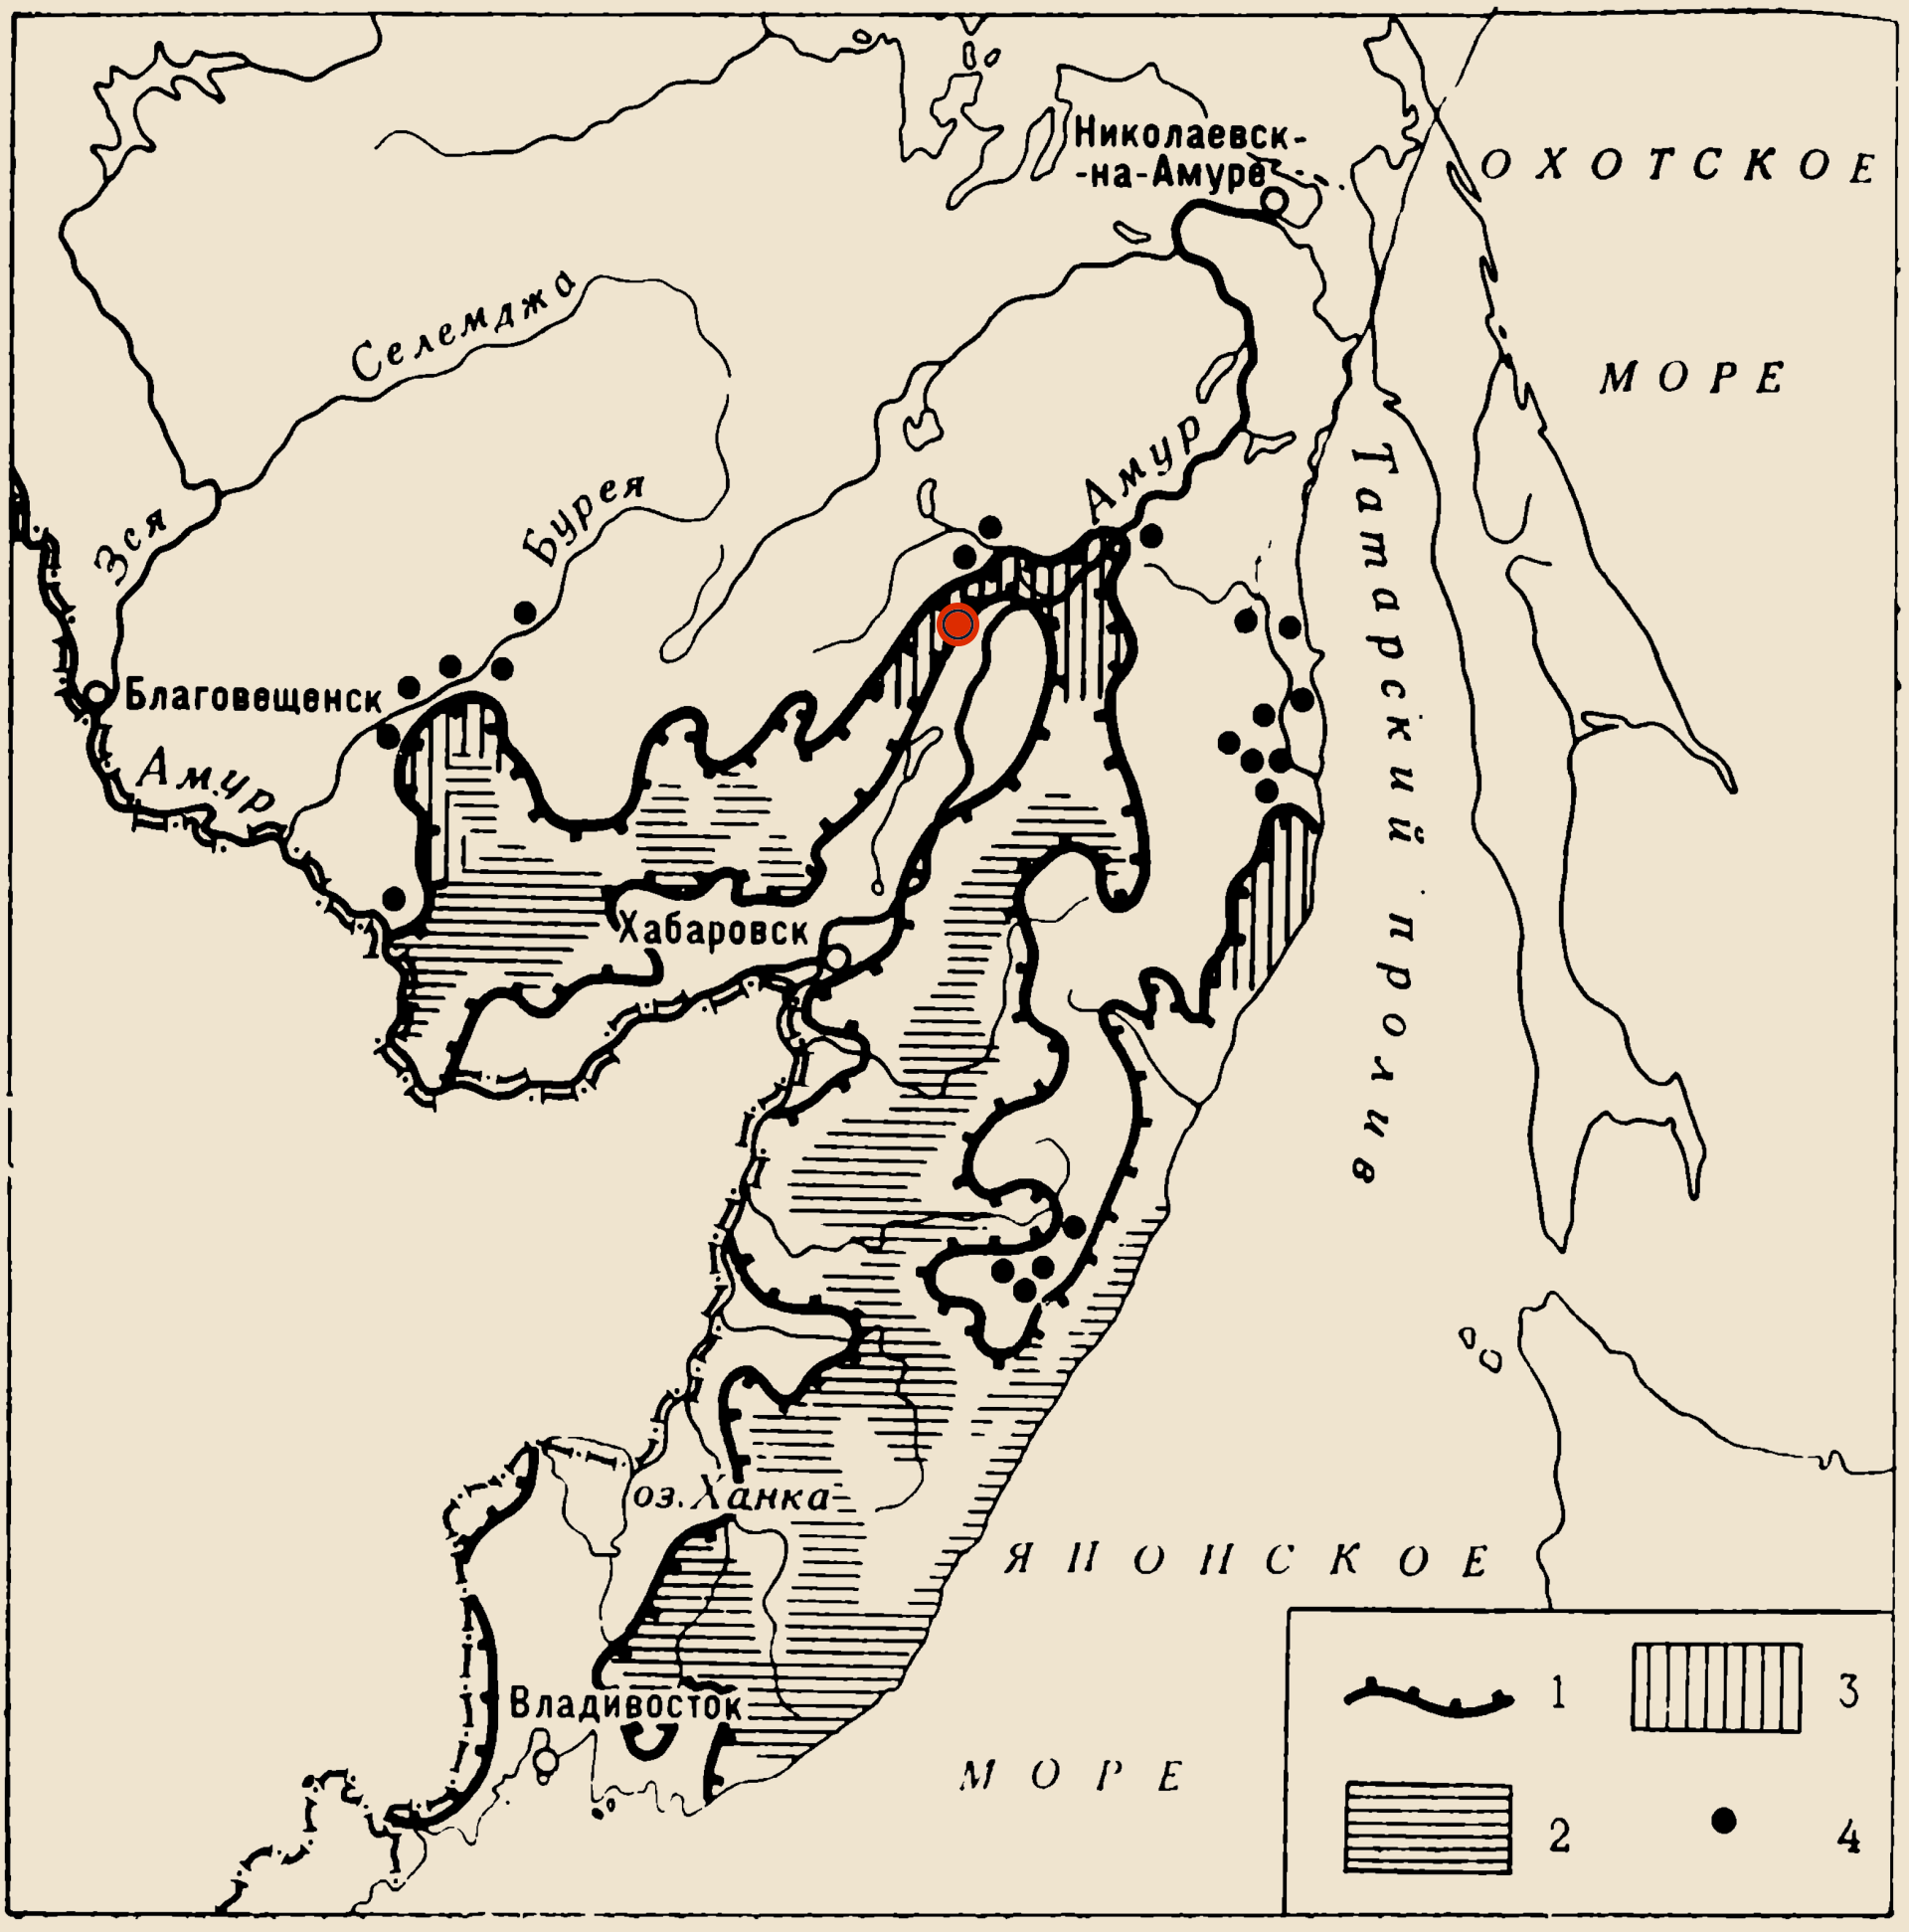 Николаевск-
-на-Амуре
ОХОТСКОЕ
МОРЕ
Селемджа
Амур
Татарский пролив
Бурея
Зея
Благовещенск
Амур
Хабаровск
оз. Ханка
ЯПОНСКОЕ
МОРЕ
Владивосток
1
3
2
4